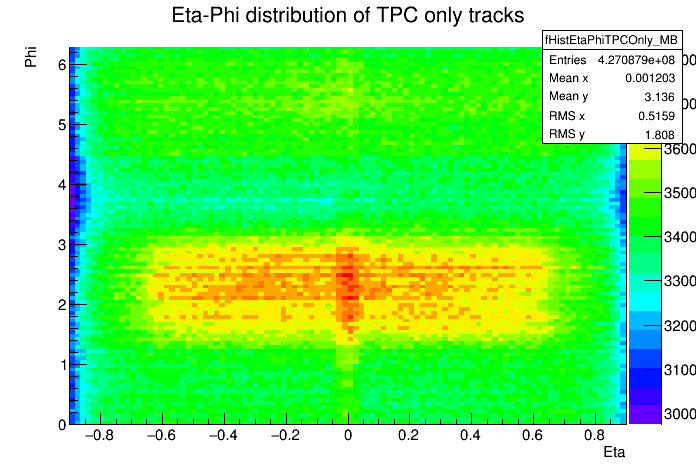 Eta-Phi distribution of TPC only tracks
fHistEtaPhiTPCOnly_MB
Entries 4.270879e+08
Mean x 0.001203
Mean y 3.136
RMS x 0.5159
RMS y 1.808
Phi
6
5
4
3
2
1
0
−0.8 −0.6 −0.4 −0.2 0 0.2 0.4 0.6 0.8
Eta
3600
3500
3400
3300
3200
3100
3000